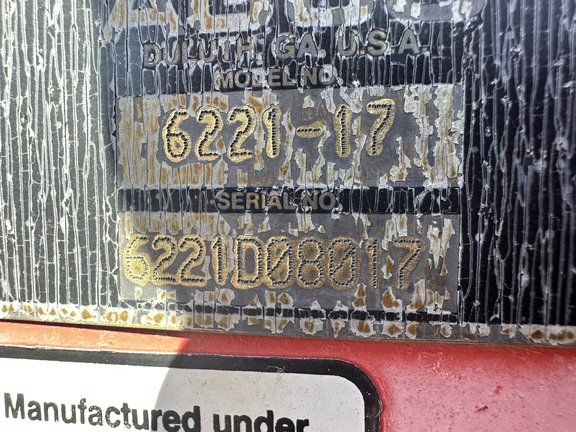 DULUTH, GA. U.S.A.
MODEL NO.
6221-17
SERIAL NO.
6221D08017
Manufactured under